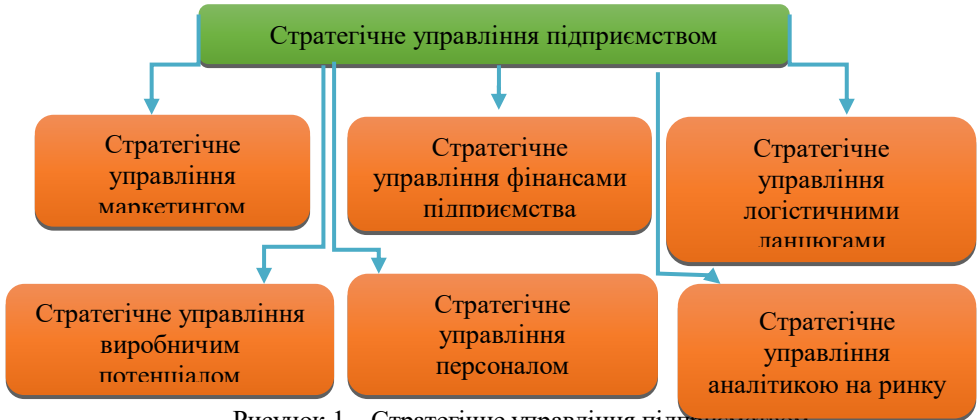 Стратегічне управління підприємством
Стратегічне
управління
маркетингом
Стратегічне
управління фінансами
підприємства
Стратегічне
управління
логістичними
ланцюгами
Стратегічне управління
виробничим
потенціалом
Стратегічне
управління
персоналом
Стратегічне
управління
аналітикою на ринку
Рисунок 1 – Стратегічне управління